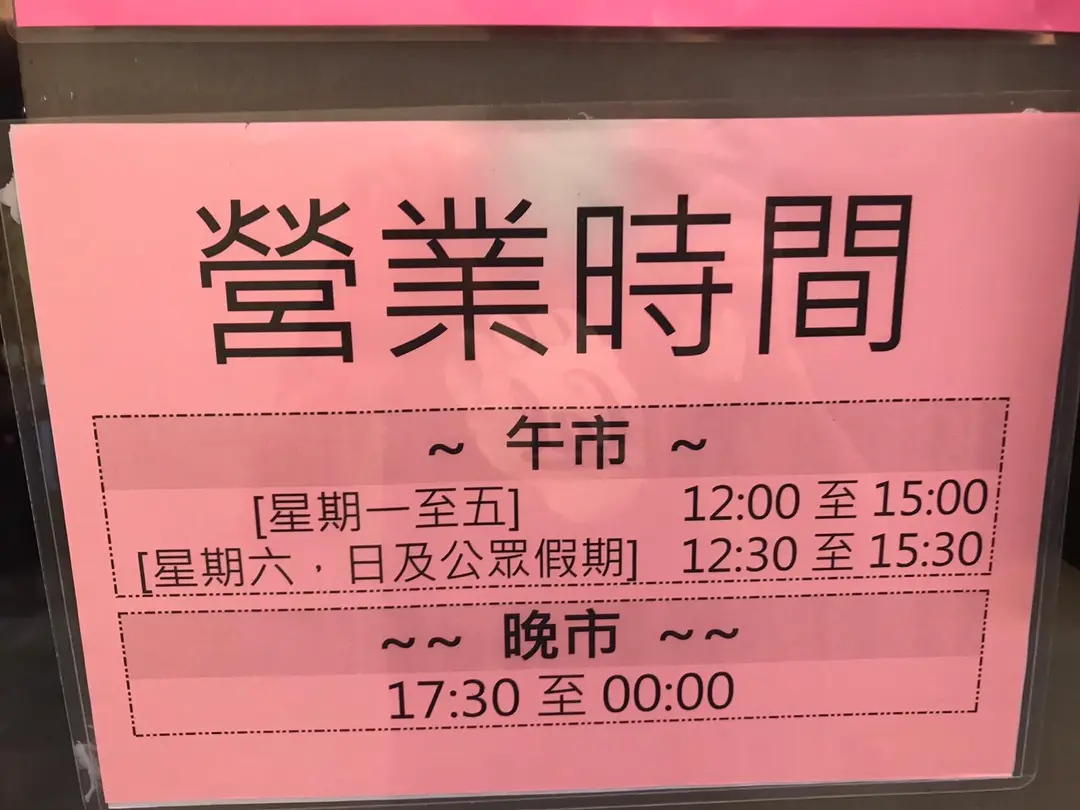 營業時間
~ 午市 ~
[星期一至五] 12:00 至 15:00
[星期六，日及公眾假期] 12:30 至 15:30
~~ 晚市 ~~
17:30 至 00:00